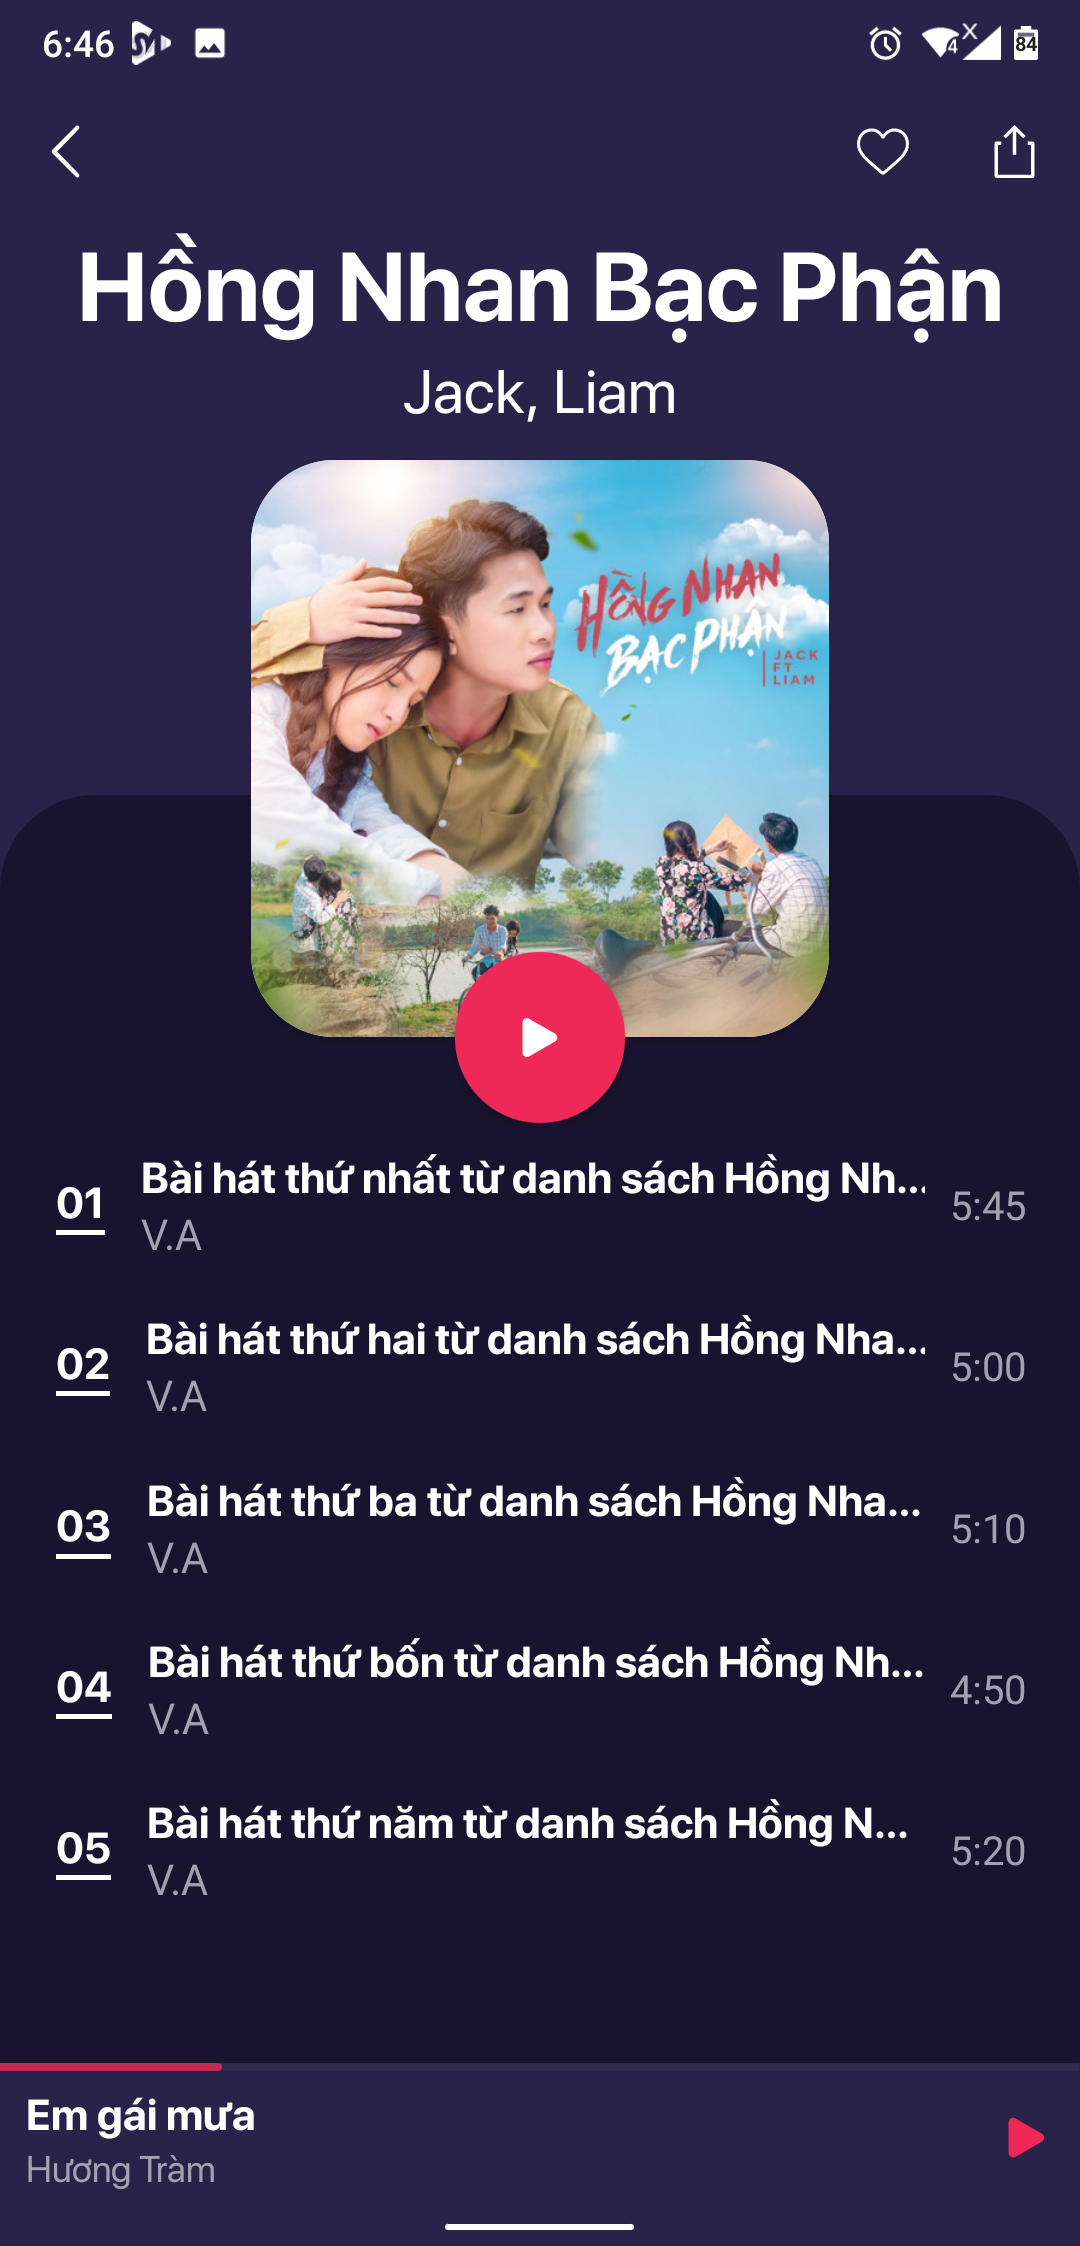 6:46
4 X 84
Hồng Nhan Bạc Phận
Jack, Liam
HỒNG NHAN
BẠC PHẬN
JACK
FT
LIAM
01 Bài hát thứ nhất từ danh sách Hồng Nh... 5:45
V.A
02 Bài hát thứ hai từ danh sách Hồng Nha... 5:00
V.A
03 Bài hát thứ ba từ danh sách Hồng Nha... 5:10
V.A
04 Bài hát thứ bốn từ danh sách Hồng Nh... 4:50
V.A
05 Bài hát thứ năm từ danh sách Hồng N... 5:20
V.A
Em gái mưa
Hương Tràm